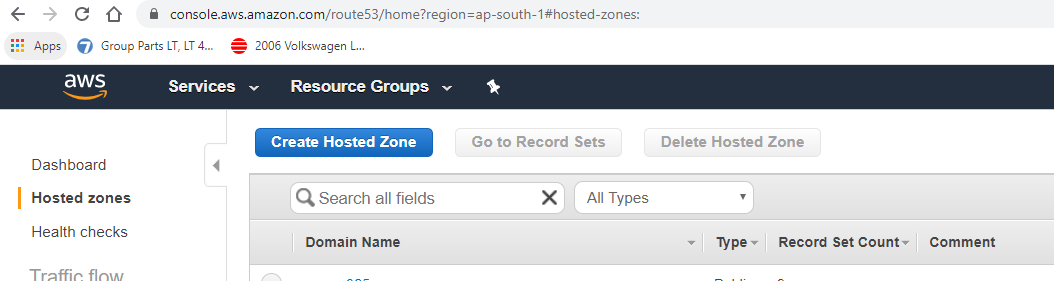 console.aws.amazon.com/route53/home?region=ap-south-1#hosted-zones:
Apps Group Parts LT, LT 4... 2006 Volkswagen L...
aws Services Resource Groups
Create Hosted Zone Go to Record Sets Delete Hosted Zone
Dashboard
Hosted zones
Health checks
Traffic flow
Search all fields All Types
Domain Name Type Record Set Count Comment